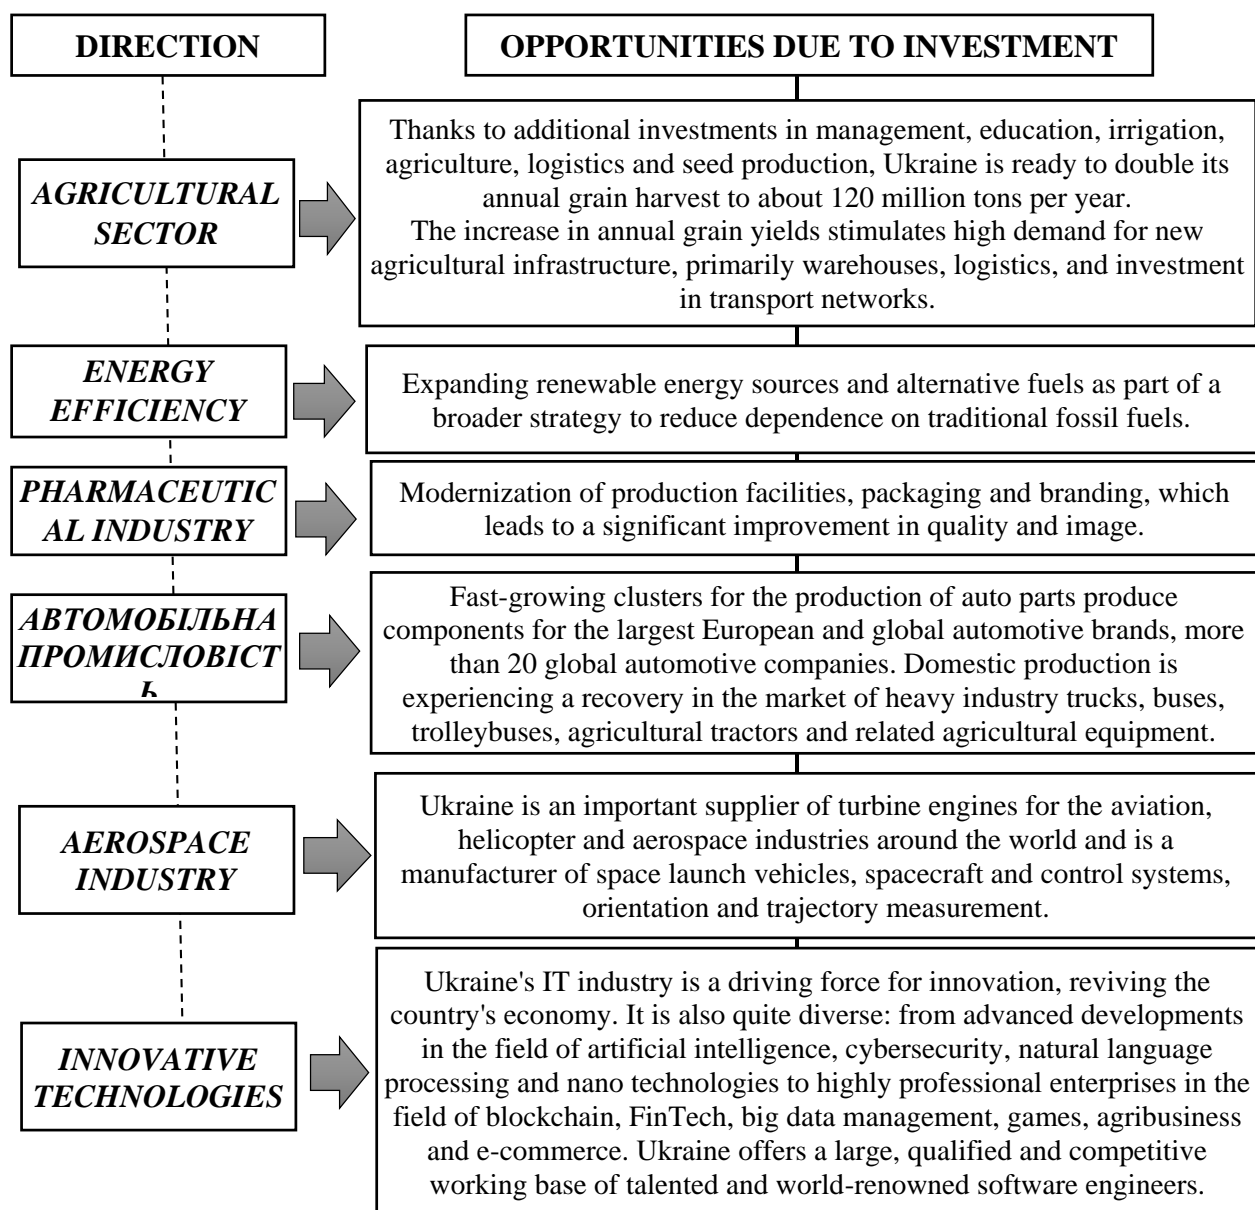 DIRECTION
OPPORTUNITIES DUE TO INVESTMENT
AGRICULTURAL
SECTOR
Thanks to additional investments in management, education, irrigation,
agriculture, logistics and seed production, Ukraine is ready to double its
annual grain harvest to about 120 million tons per year.
The increase in annual grain yields stimulates high demand for new
agricultural infrastructure, primarily warehouses, logistics, and investment
in transport networks.
ENERGY
EFFICIENCY
Expanding renewable energy sources and alternative fuels as part of a
broader strategy to reduce dependence on traditional fossil fuels.
PHARMACEUTIC
AL INDUSTRY
Modernization of production facilities, packaging and branding, which
leads to a significant improvement in quality and image.
АВТОМОБІЛЬНА
ПРОМИСЛОВІСТ
Ь
Fast-growing clusters for the production of auto parts produce
components for the largest European and global automotive brands, more
than 20 global automotive companies. Domestic production is
experiencing a recovery in the market of heavy industry trucks, buses,
trolleybuses, agricultural tractors and related agricultural equipment.
AEROSPACE
INDUSTRY
Ukraine is an important supplier of turbine engines for the aviation,
helicopter and aerospace industries around the world and is a
manufacturer of space launch vehicles, spacecraft and control systems,
orientation and trajectory measurement.
INNOVATIVE
TECHNOLOGIES
Ukraine's IT industry is a driving force for innovation, reviving the
country's economy. It is also quite diverse: from advanced developments
in the field of artificial intelligence, cybersecurity, natural language
processing and nano technologies to highly professional enterprises in the
field of blockchain, FinTech, big data management, games, agribusiness
and e-commerce. Ukraine offers a large, qualified and competitive
working base of talented and world-renowned software engineers.